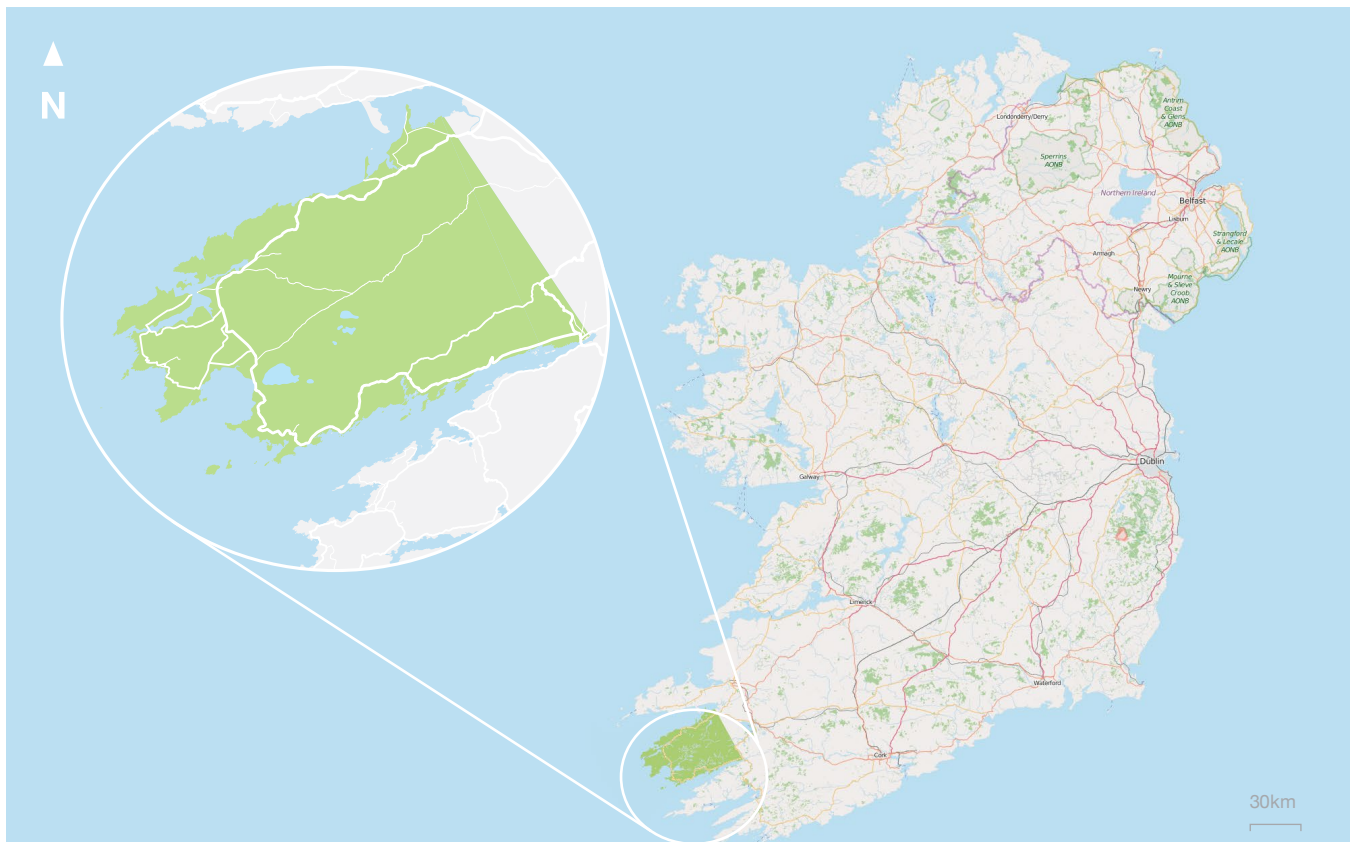 N
Londonderry/Derry
Antrim
Coast
& Glens
AONB
Sperrins
AONB
Northern Ireland
Belfast
Lisburn
Strangford
& Lecale
AONB
Armagh
Mourne
& Slieve
Croob
AONB
Newry
Dublin
Galway
Limerick
Waterford
Cork
30km